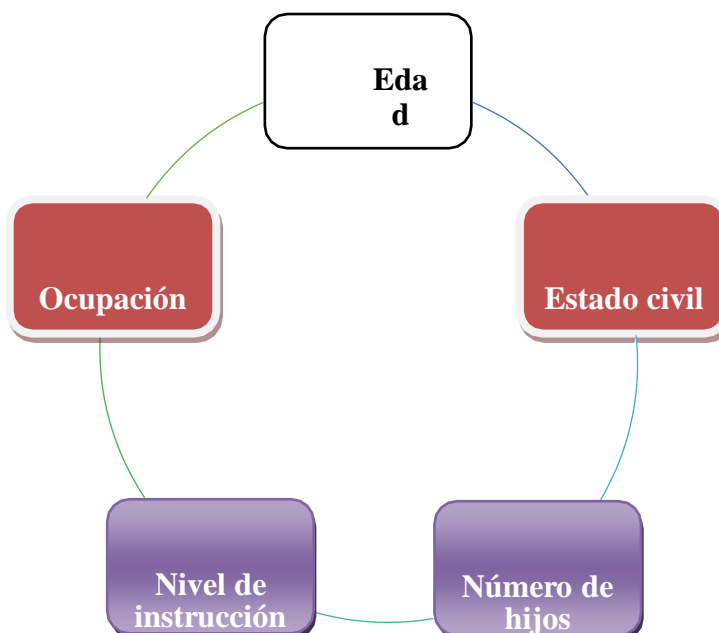 Eda
d
Ocupación
Estado civil
Nivel de
instrucción
Número de
hijos